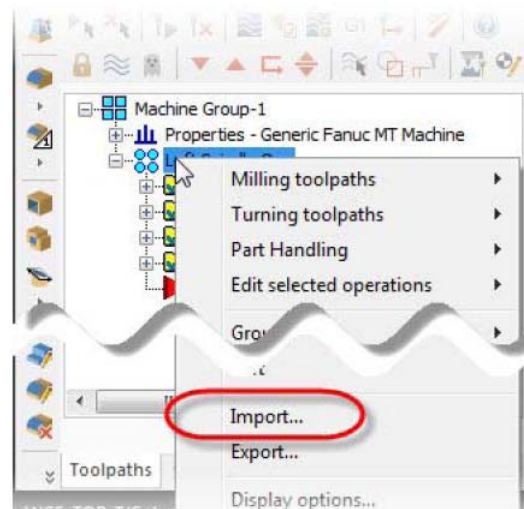 Machine Group-1
Properties - Generic Fanuc MT Machine
Milling toolpaths
Turning toolpaths
Part Handling
Edit selected operations
Import...
Export...
Toolpaths
Display options...